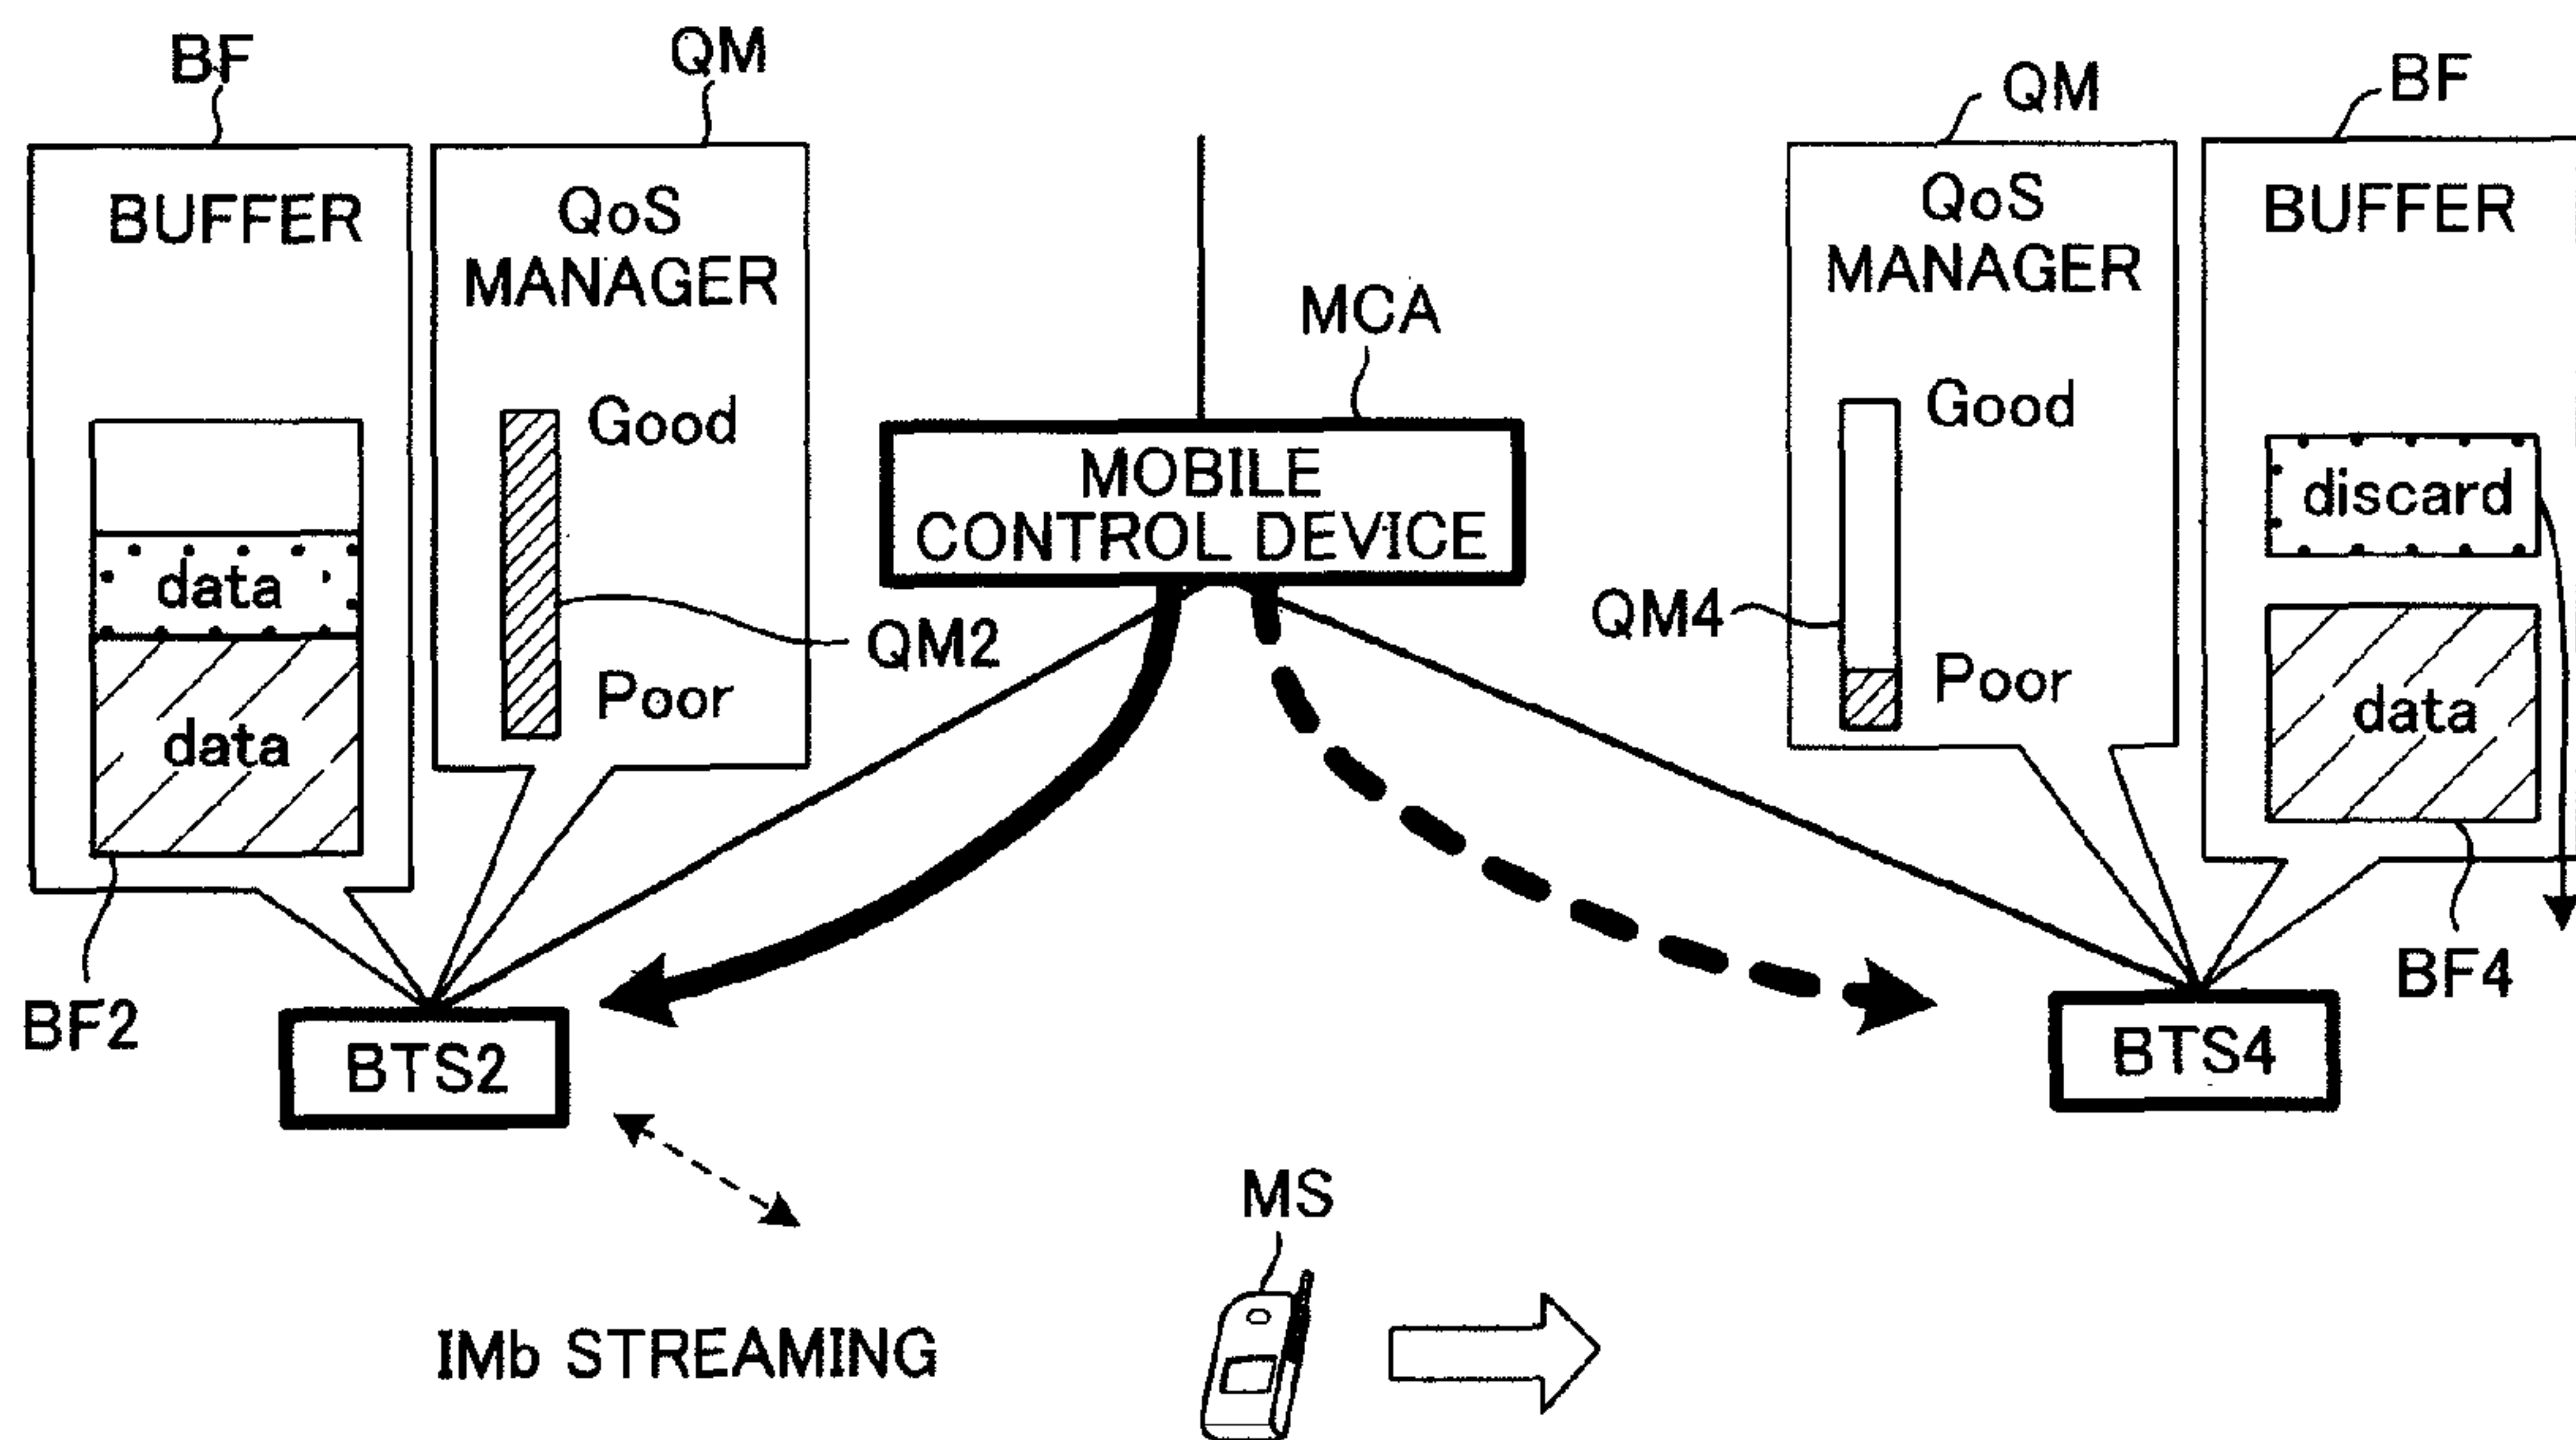 BF
QM
QM
BF
BUFFER
QoS
MANAGER
QoS
MANAGER
BUFFER
MCA
Good
Good
MOBILE
CONTROL DEVICE
discard
data
QM2
QM4
Poor
Poor
data
data
BF2
BF4
BTS2
BTS4
MS
IMb STREAMING